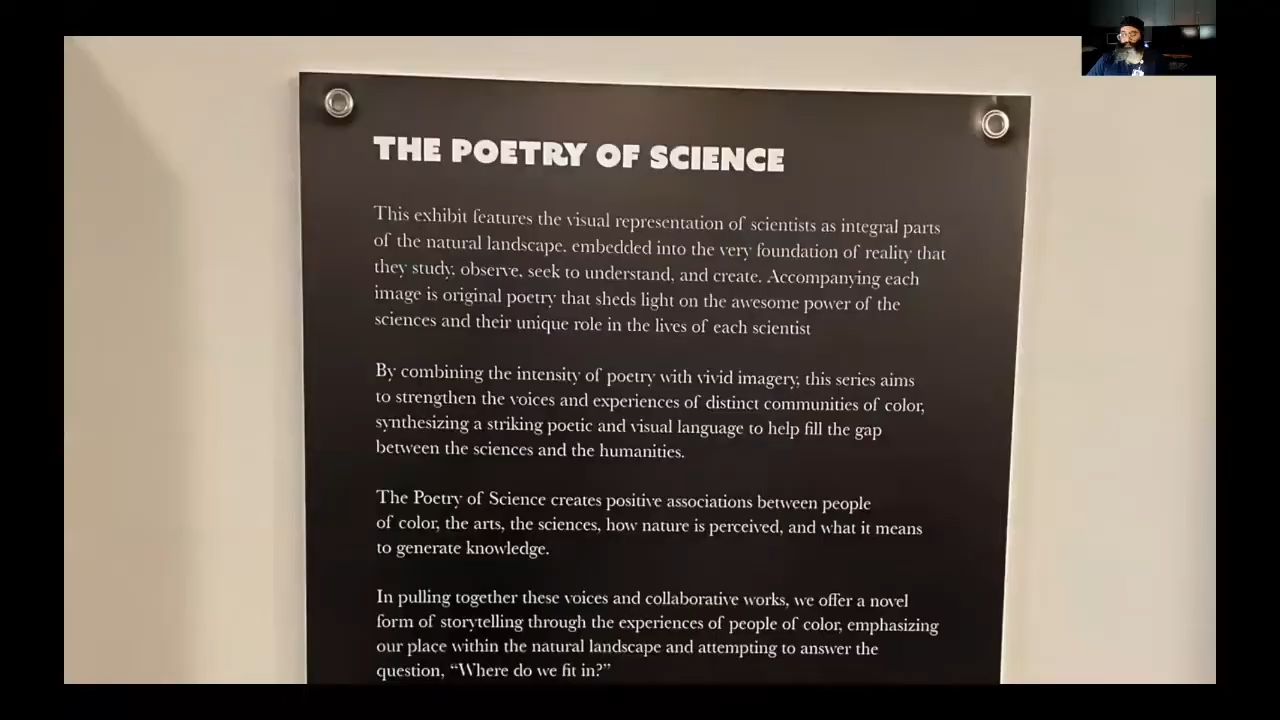 THE POETRY OF SCIENCE
This exhibit features the visual representation of scientists as integral parts
of the natural landscape, embedded into the very foundation of reality that
they study, observe, seek to understand, and create. Accompanying each
image is original poetry that sheds light on the awesome power of the
sciences and their unique role in the lives of each scientist
By combining the intensity of poetry with vivid imagery, this series aims
to strengthen the voices and experiences of distinct communities of color,
synthesizing a striking poetic and visual language to help fill the gap
between the sciences and the humanities.
The Poetry of Science creates positive associations between people
of color, the arts, the sciences, how nature is perceived, and what it means
to generate knowledge.
In pulling together these voices and collaborative works, we offer a novel
form of storytelling through the experiences of people of color, emphasizing
our place within the natural landscape and attempting to answer the
question, “Where do we fit in?”